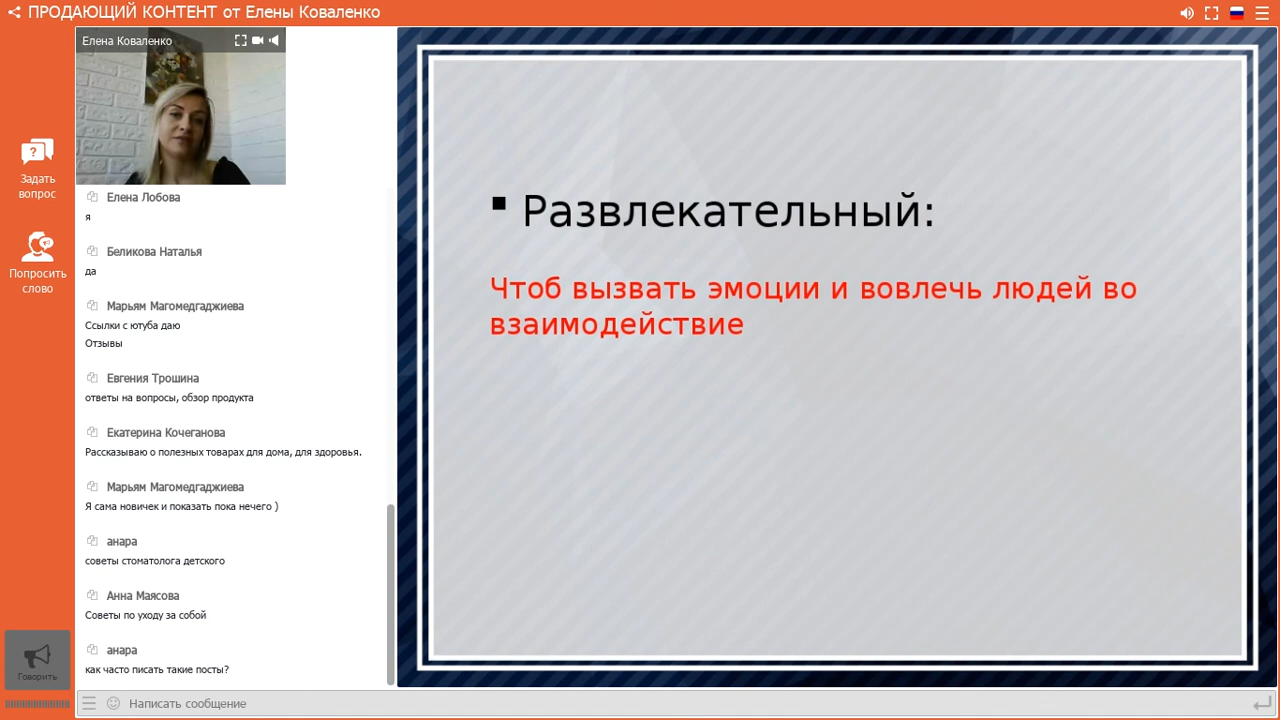 ПРОДАЮЩИЙ КОНТЕНТ от Елены Коваленко
Елена Коваленко
Задать
вопрос
Попросить
слово
Говорить
Елена Лобова
я
Беликова Наталья
да
Марьям Магомедгаджиева
Ссылки с ютуба даю
Отзывы
Евгения Трошина
ответы на вопросы, обзор продукта
Екатерина Кочеганова
Рассказываю о полезных товарах для дома, для здоровья.
Марьям Магомедгаджиева
Я сама новичек и показать пока нечего )
анара
советы стоматолога детского
Анна Маясова
Советы по уходу за собой
анара
как часто писать такие посты?
Написать сообщение
Развлекательный:
Чтоб вызвать эмоции и вовлечь людей во
взаимодействие